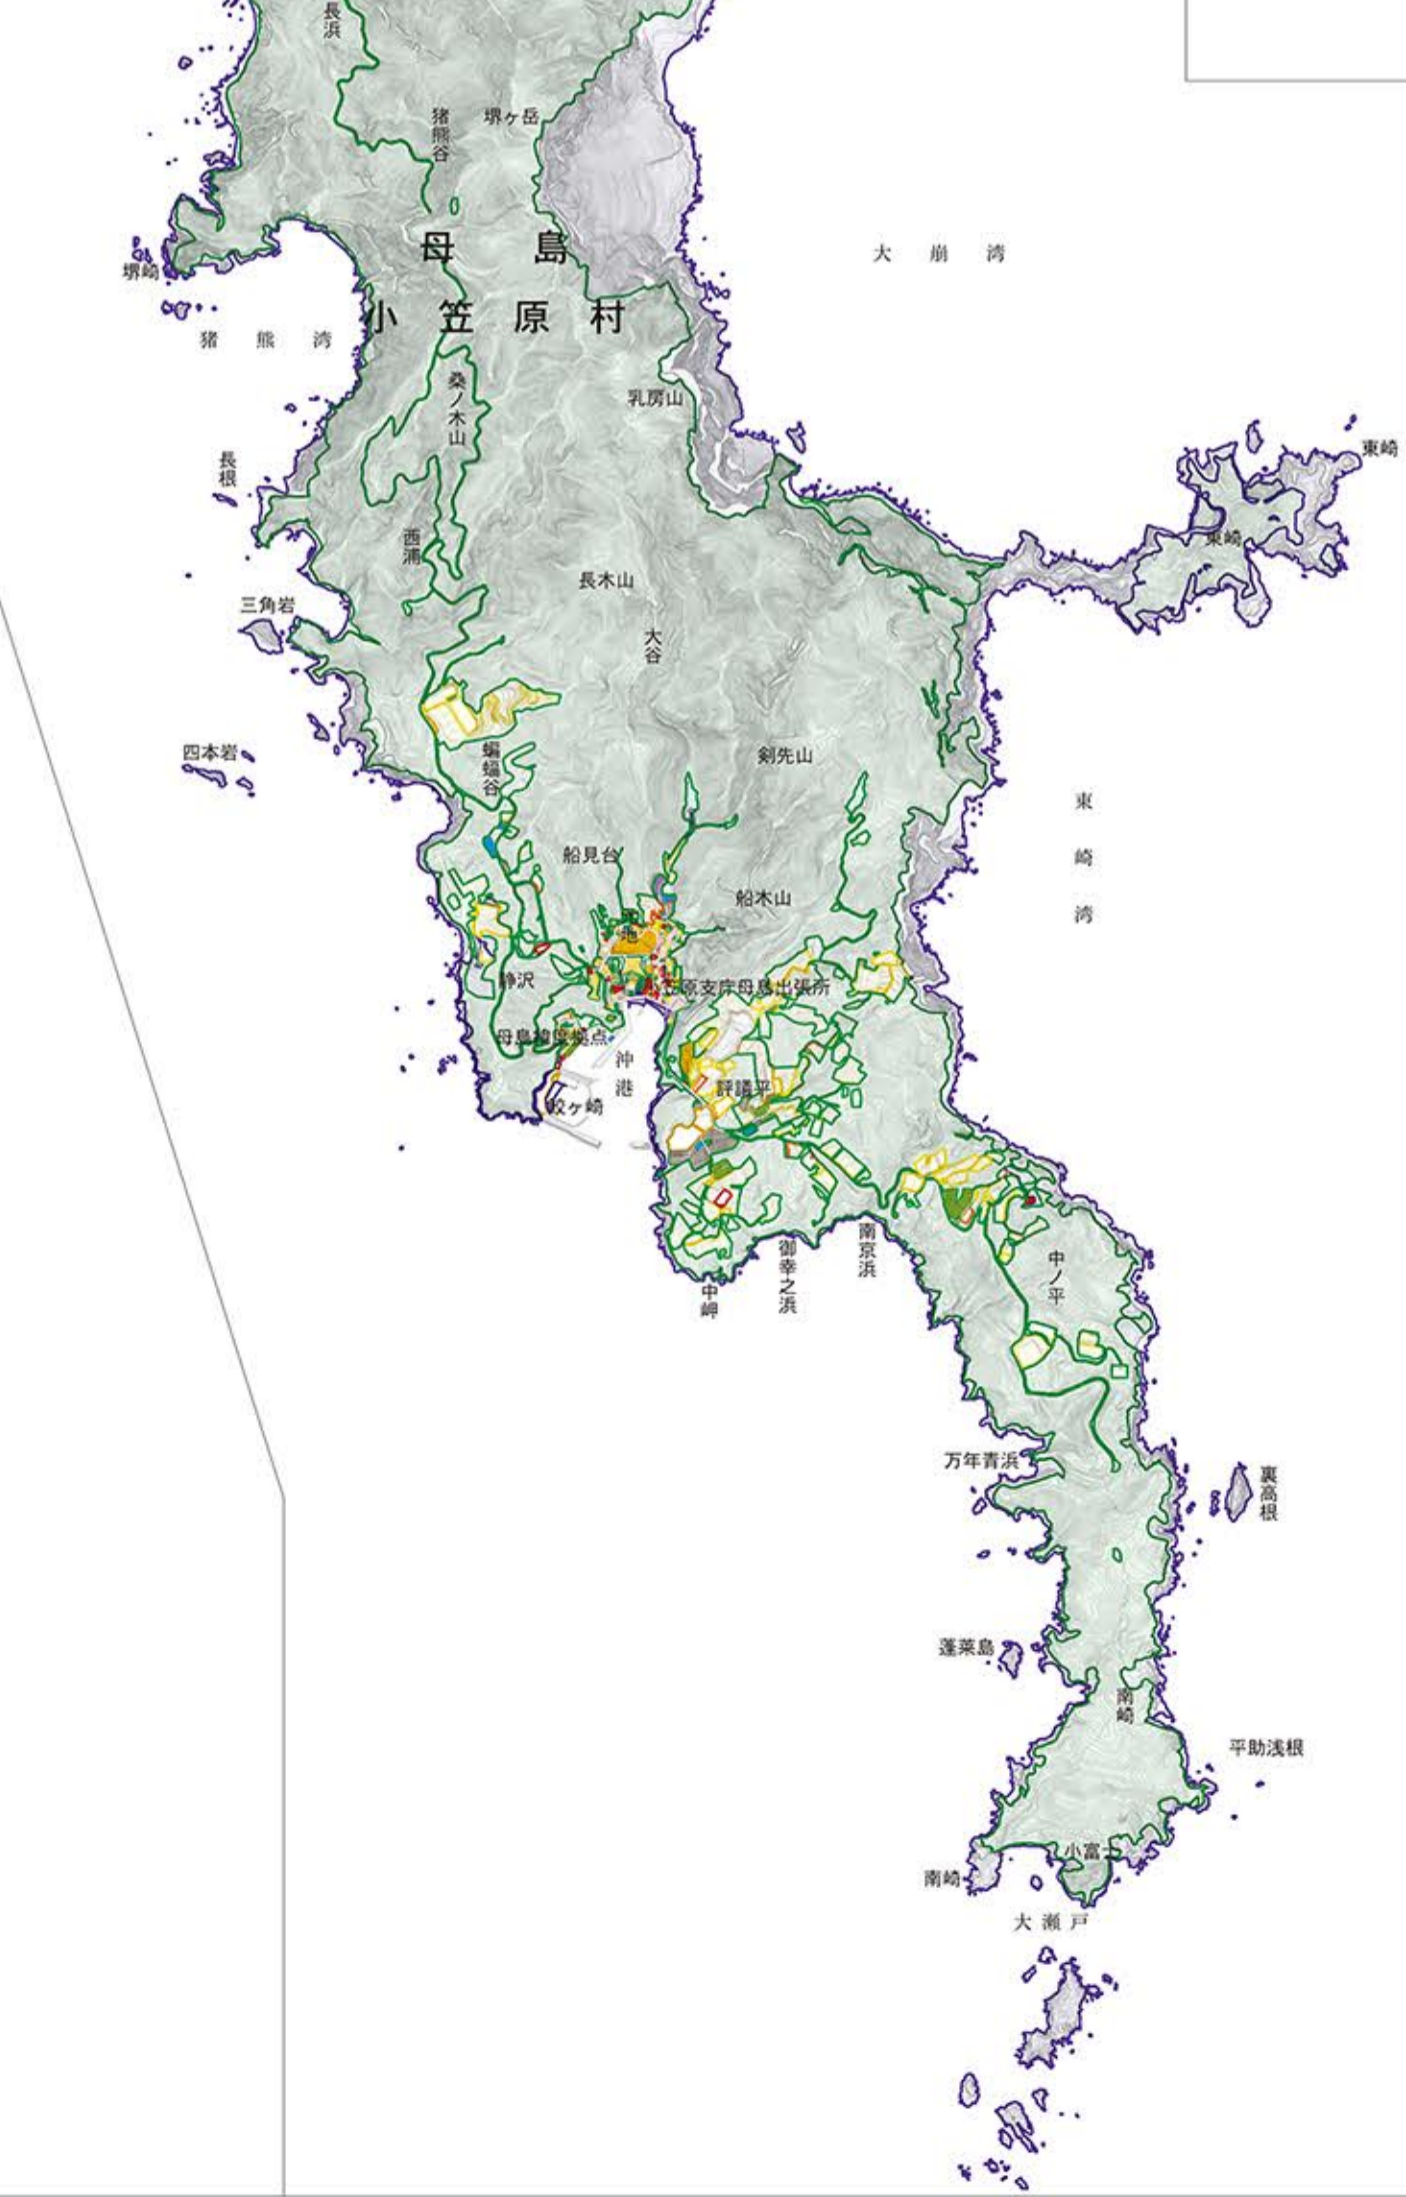 長浜
猪熊谷
堺ヶ岳
母島
大崩湾
堺崎
小笠原村
猪熊湾
桑ノ木山
乳房山
東崎
長根
西浦
東崎
長木山
三角岩
大谷
四本岩
蝙蝠谷
剣先山
東崎湾
船見台
船木山
元地
静沢
小笠原支庁母島出張所
沖港
評議平
鮫ヶ崎
南京浜
御幸之浜
中岬
中ノ平
万年青浜
裏高根
蓬莱島
南崎
平助浅根
小富士
南崎
大瀬戸